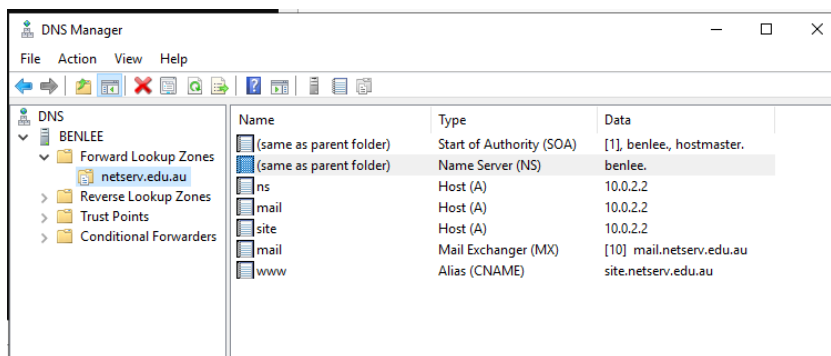 DNS Manager
File Action View Help
DNS
BENLEE
Forward Lookup Zones
netserv.edu.au
Reverse Lookup Zones
Trust Points
Conditional Forwarders
Name Type Data
(same as parent folder) Start of Authority (SOA) [1], benlee., hostmaster.
(same as parent folder) Name Server (NS) benlee.
ns Host (A) 10.0.2.2
mail Host (A) 10.0.2.2
site Host (A) 10.0.2.2
mail Mail Exchanger (MX) [10] mail.netserv.edu.au
www Alias (CNAME) site.netserv.edu.au